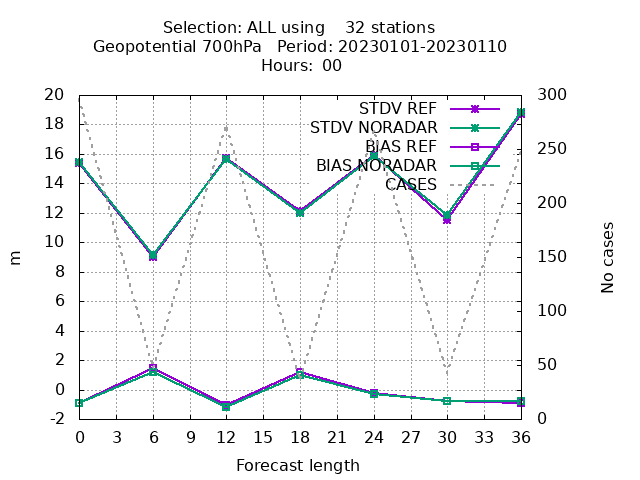 Selection: ALL using    32 stations
Geopotential 700hPa   Period: 20230101-20230110
Hours: 00
STDV REF
STDV NORADAR
BIAS REF
BIAS NORADAR
CASES
20
18
16
14
12
10
8
6
4
2
0
-2
m
300
250
200
150
100
50
0
No cases
0 3 6 9 12 15 18 21 24 27 30 33 36
Forecast length